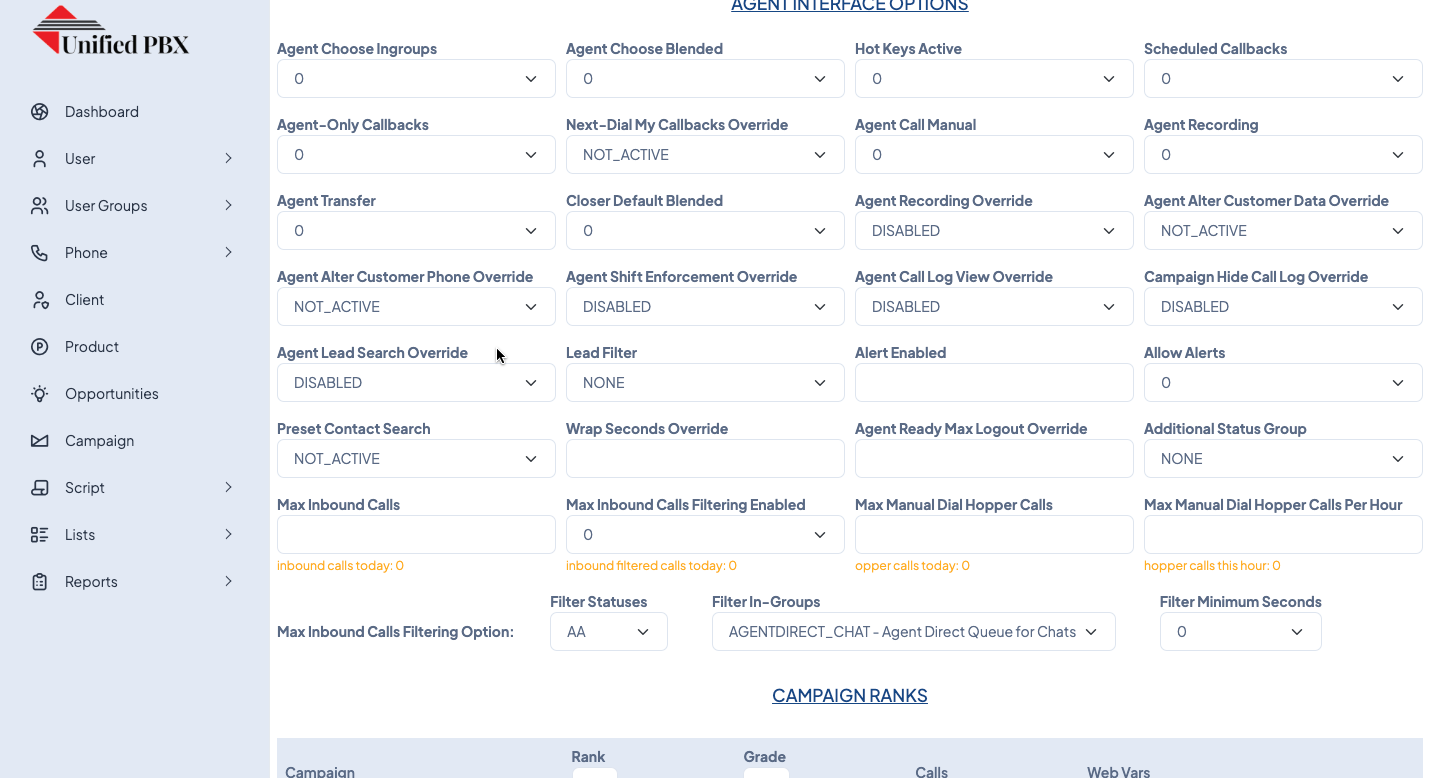 AGENT INTERFACE OPTIONS
Unified PBX
Dashboard
User
User Groups
Phone
Client
Product
Opportunities
Campaign
Script
Lists
Reports
Agent Choose Ingroups Agent Choose Blended Hot Keys Active Scheduled Callbacks
0 0 0 0
Agent-Only Callbacks Next-Dial My Callbacks Override Agent Call Manual Agent Recording
0 NOT_ACTIVE 0 0
Agent Transfer Closer Default Blended Agent Recording Override Agent Alter Customer Data Override
0 0 DISABLED NOT_ACTIVE
Agent Alter Customer Phone Override Agent Shift Enforcement Override Agent Call Log View Override Campaign Hide Call Log Override
NOT_ACTIVE DISABLED DISABLED DISABLED
Agent Lead Search Override Lead Filter Alert Enabled Allow Alerts
DISABLED NONE 0
Preset Contact Search Wrap Seconds Override Agent Ready Max Logout Override Additional Status Group
NOT_ACTIVE NONE
Max Inbound Calls Max Inbound Calls Filtering Enabled Max Manual Dial Hopper Calls Max Manual Dial Hopper Calls Per Hour
0
inbound calls today: 0 inbound filtered calls today: 0 opper calls today: 0 hopper calls this hour: 0
Filter Statuses Filter In-Groups Filter Minimum Seconds
Max Inbound Calls Filtering Option: AA AGENTDIRECT_CHAT - Agent Direct Queue for Chats 0
CAMPAIGN RANKS
Rank Grade
Campaign Calls Web Vars